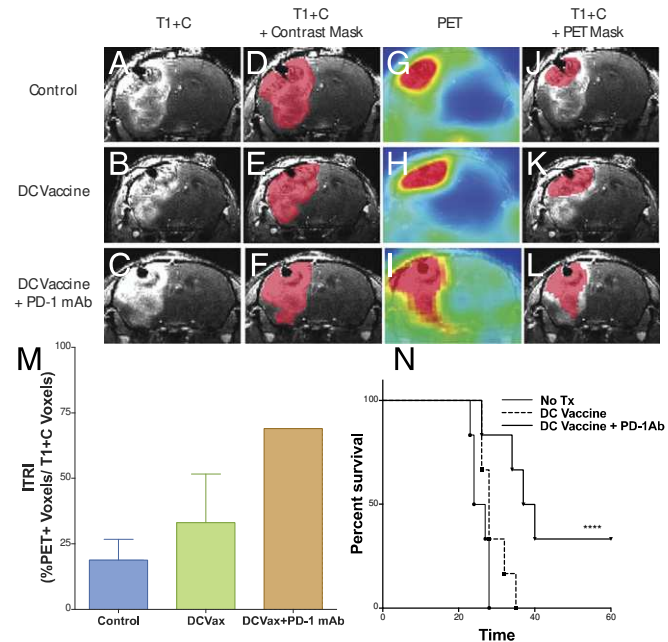 T1+C
T1+C
+ Contrast Mask
PET
T1+C
+ PET Mask
Control
A
D
G
J
DC Vaccine
B
E
H
K
DC Vaccine
+ PD-1 mAb
C
F
I
L
M
ITRI
(%PET+ Voxels/ T1+C Voxels)
100
75
50
25
0
Control
DCVax
DCVax+PD-1 mAb
N
No Tx
DC Vaccine
DC Vaccine + PD-1Ab
Percent survival
100
50
0
****
0
20
40
60
Time